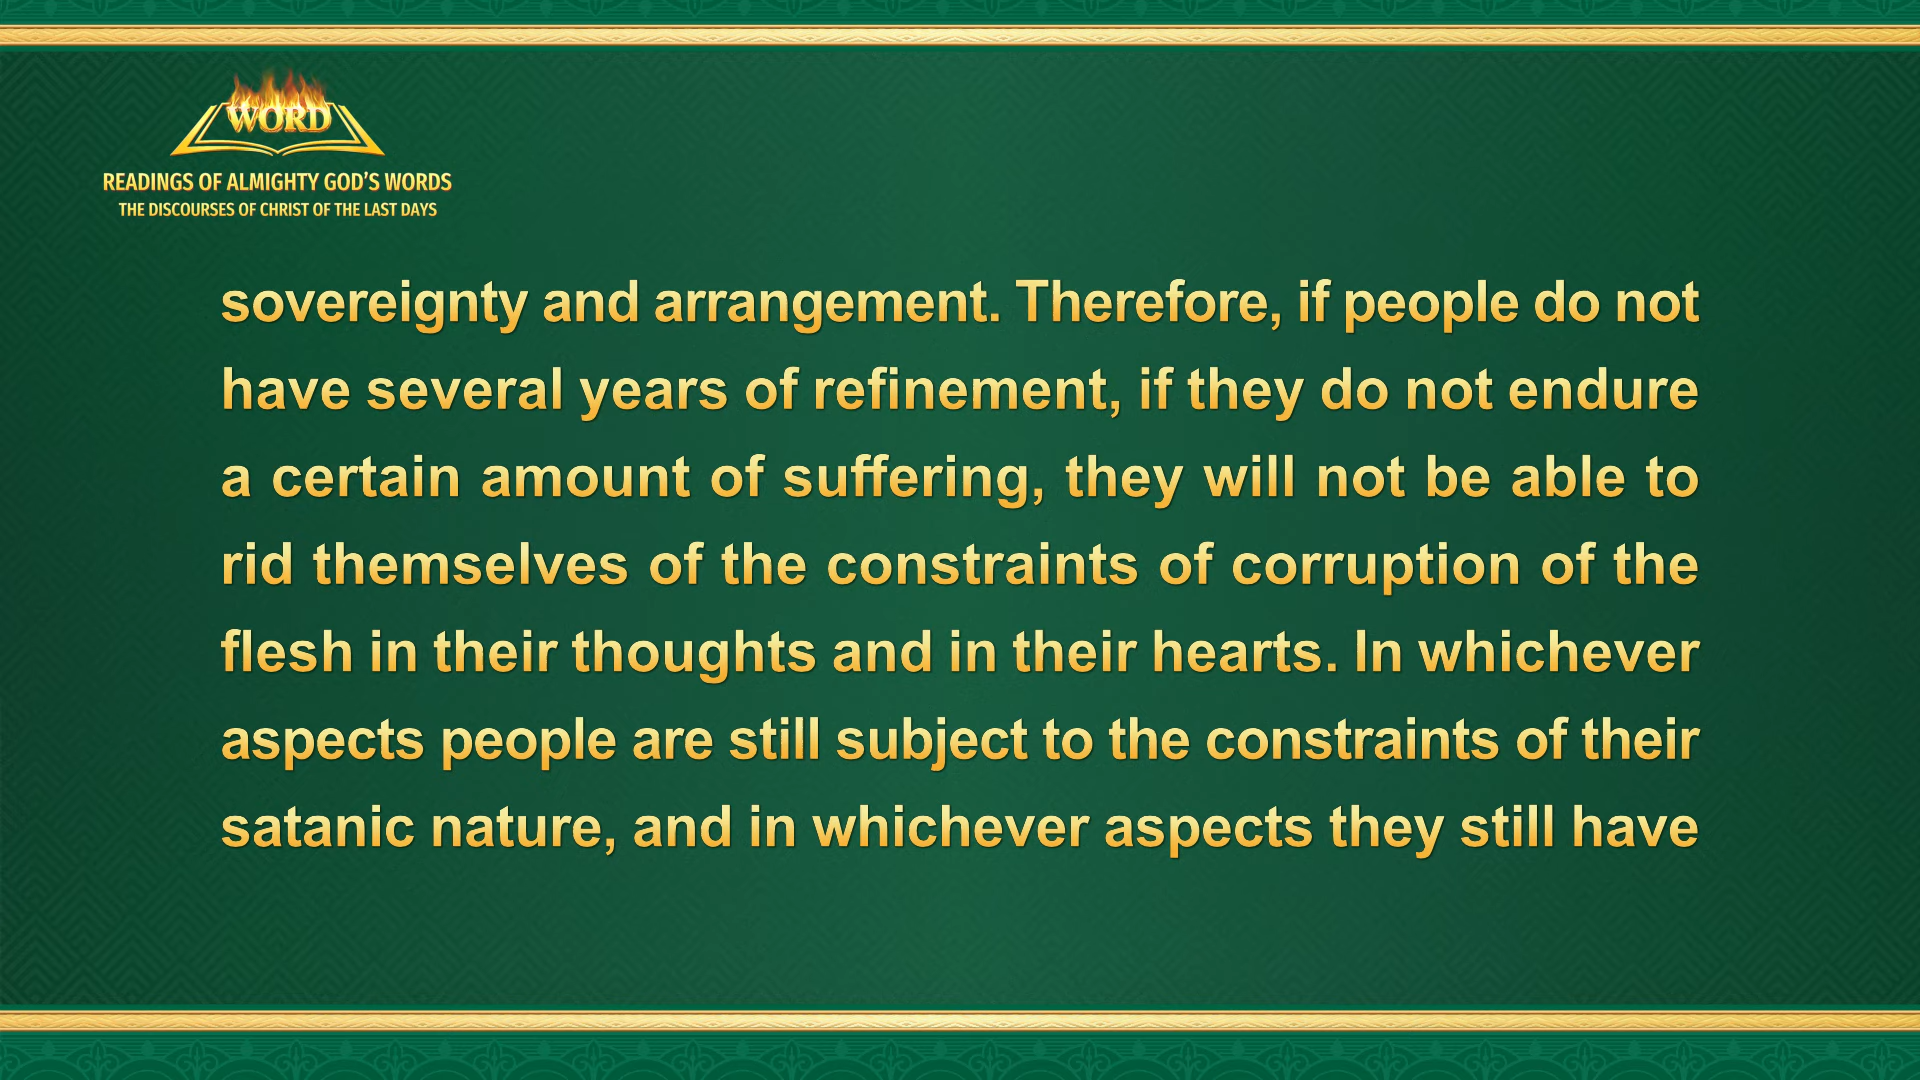 WORD
READINGS OF ALMIGHTY GOD'S WORDS
THE DISCOURSES OF CHRIST OF THE LAST DAYS
sovereignty and arrangement. Therefore, if people do not
have several years of refinement, if they do not endure
a certain amount of suffering, they will not be able to
rid themselves of the constraints of corruption of the
flesh in their thoughts and in their hearts. In whichever
aspects people are still subject to the constraints of their
satanic nature, and in whichever aspects they still have